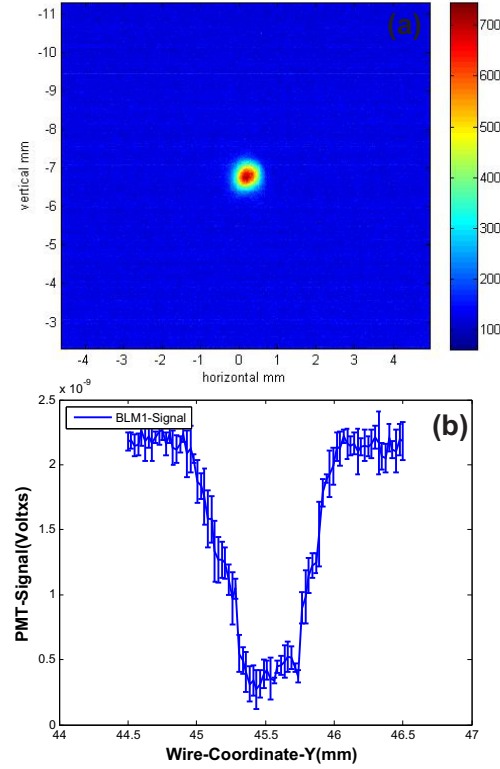 (a)
-11
-10
-9
-8
-7
-6
-5
-4
-3
vertical mm
-4 -3 -2 -1 0 1 2 3 4
horizontal mm
700
600
500
400
300
200
100
x 10⁻⁹
2.5
2
1.5
1
0.5
0
BLM1-Signal
(b)
PMT-Signal(Voltxs)
44 44.5 45 45.5 46 46.5 47
Wire-Coordinate-Y(mm)